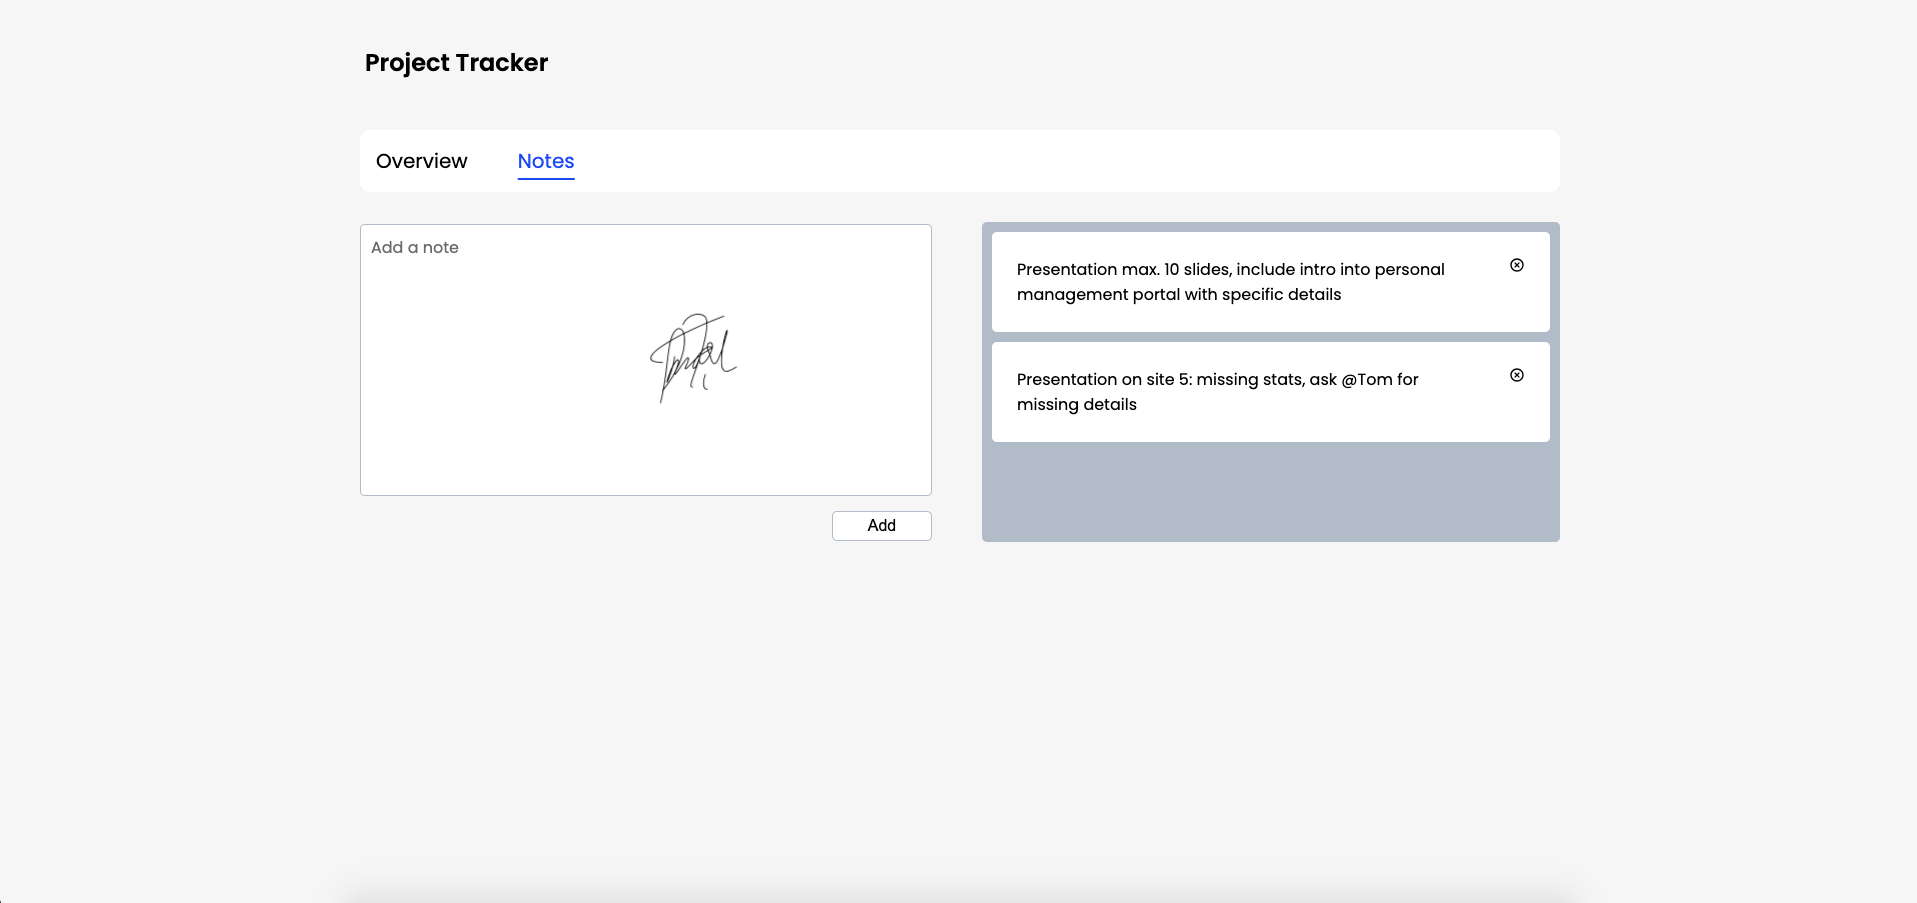 Project Tracker
Overview
Notes
Add a note
Add
Presentation max. 10 slides, include intro into personal
management portal with specific details
Presentation on site 5: missing stats, ask @Tom for
missing details